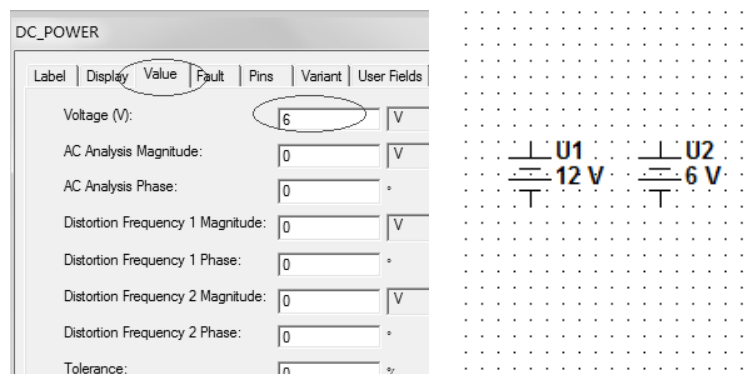 DC_POWER
Label Display Value Fault Pins Variant User Fields
Voltage (V): 6 V
AC Analysis Magnitude: 0 V
AC Analysis Phase: 0 °
Distortion Frequency 1 Magnitude: 0 V
Distortion Frequency 1 Phase: 0 °
Distortion Frequency 2 Magnitude: 0 V
Distortion Frequency 2 Phase: 0 °
Tolerance: 0 %
U1
12 V
U2
6 V